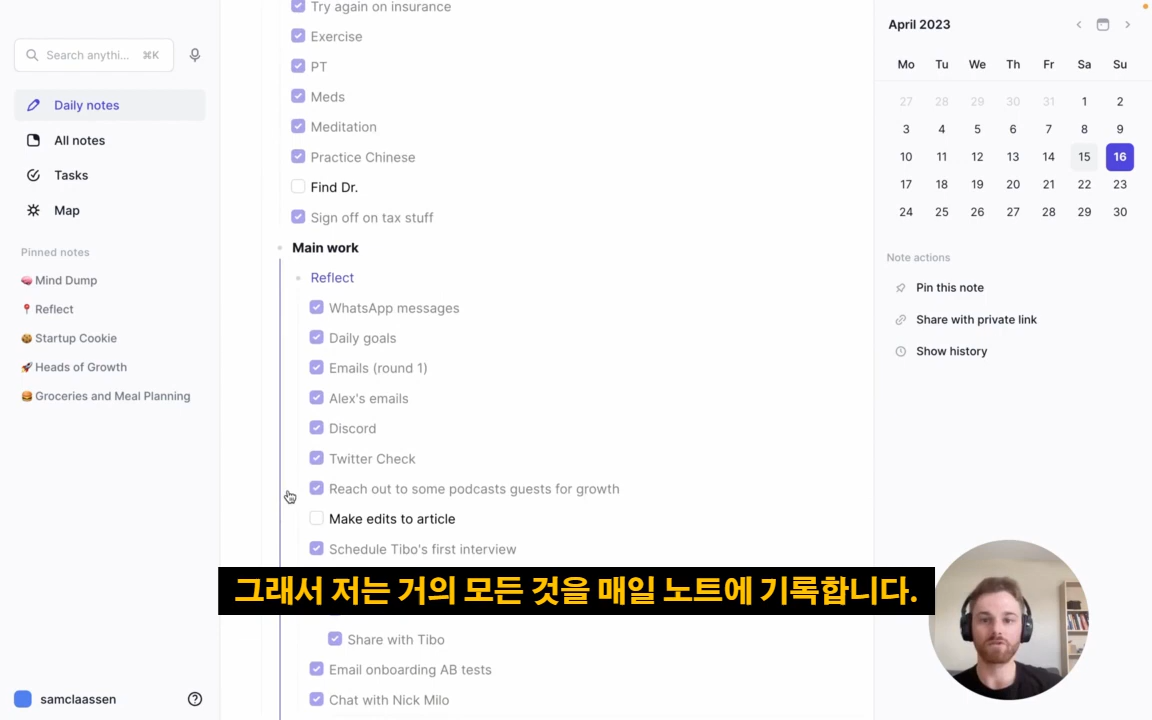 Search anythi... ⌘K
Daily notes
All notes
Tasks
Map
Pinned notes
🧠 Mind Dump
📍 Reflect
🍪 Startup Cookie
🚀 Heads of Growth
🍔 Groceries and Meal Planning
samclaassen
Try again on insurance
Exercise
PT
Meds
Meditation
Practice Chinese
Find Dr.
Sign off on tax stuff
Main work
Reflect
WhatsApp messages
Daily goals
Emails (round 1)
Alex's emails
Discord
Twitter Check
Reach out to some podcasts guests for growth
Make edits to article
Schedule Tibo's first interview
그래서 저는 거의 모든 것을 매일 노트에 기록합니다.
Share with Tibo
Email onboarding AB tests
Chat with Nick Milo
April 2023
Mo Tu We Th Fr Sa Su
27 28 29 30 31 1 2
3 4 5 6 7 8 9
10 11 12 13 14 15 16
17 18 19 20 21 22 23
24 25 26 27 28 29 30
Note actions
Pin this note
Share with private link
Show history